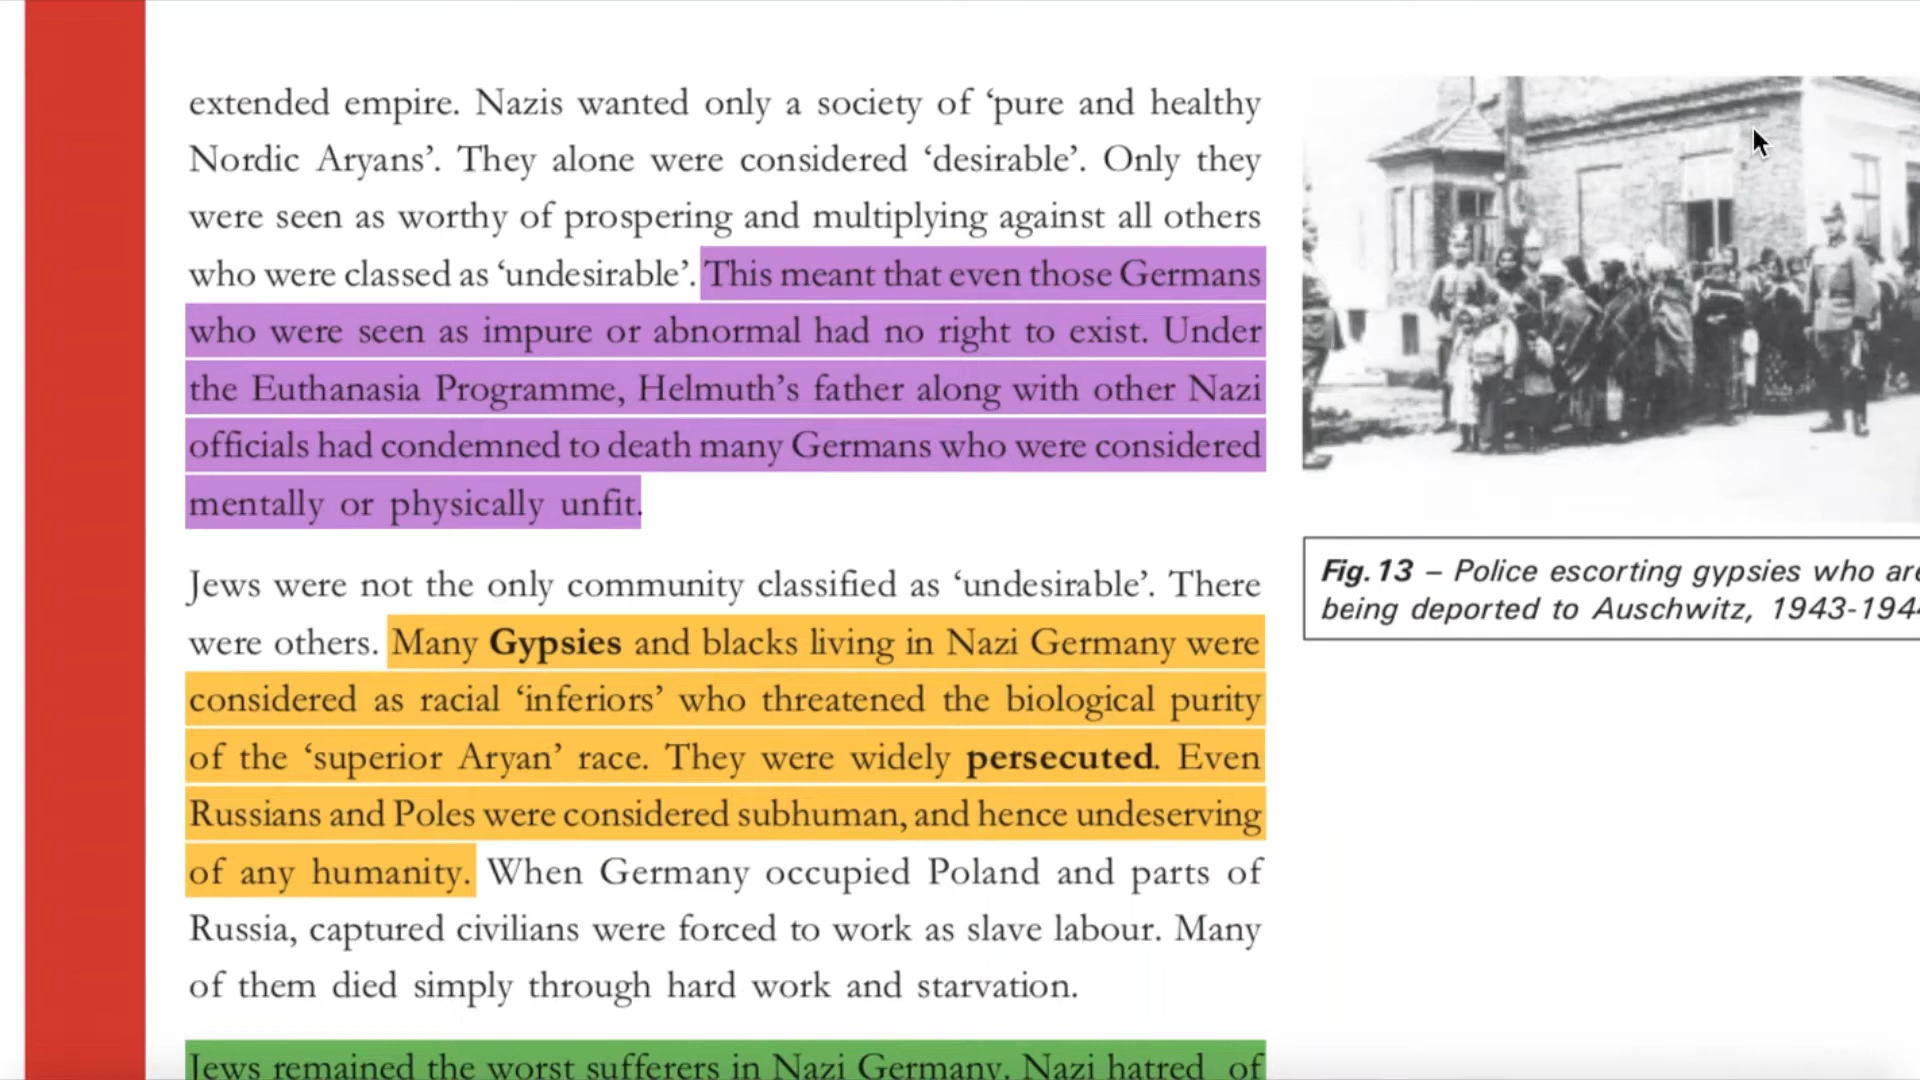 extended empire. Nazis wanted only a society of ‘pure and healthy
Nordic Aryans’. They alone were considered ‘desirable’. Only they
were seen as worthy of prospering and multiplying against all others
who were classed as ‘undesirable’. This meant that even those Germans
who were seen as impure or abnormal had no right to exist. Under
the Euthanasia Programme, Helmuth’s father along with other Nazi
officials had condemned to death many Germans who were considered
mentally or physically unfit.
Jews were not the only community classified as ‘undesirable’. There
were others. Many Gypsies and blacks living in Nazi Germany were
considered as racial ‘inferiors’ who threatened the biological purity
of the ‘superior Aryan’ race. They were widely persecuted. Even
Russians and Poles were considered subhuman, and hence undeserving
of any humanity. When Germany occupied Poland and parts of
Russia, captured civilians were forced to work as slave labour. Many
of them died simply through hard work and starvation.
Jews remained the worst sufferers in Nazi Germany. Nazi hatred of
Fig. 13 – Police escorting gypsies who are
being deported to Auschwitz,